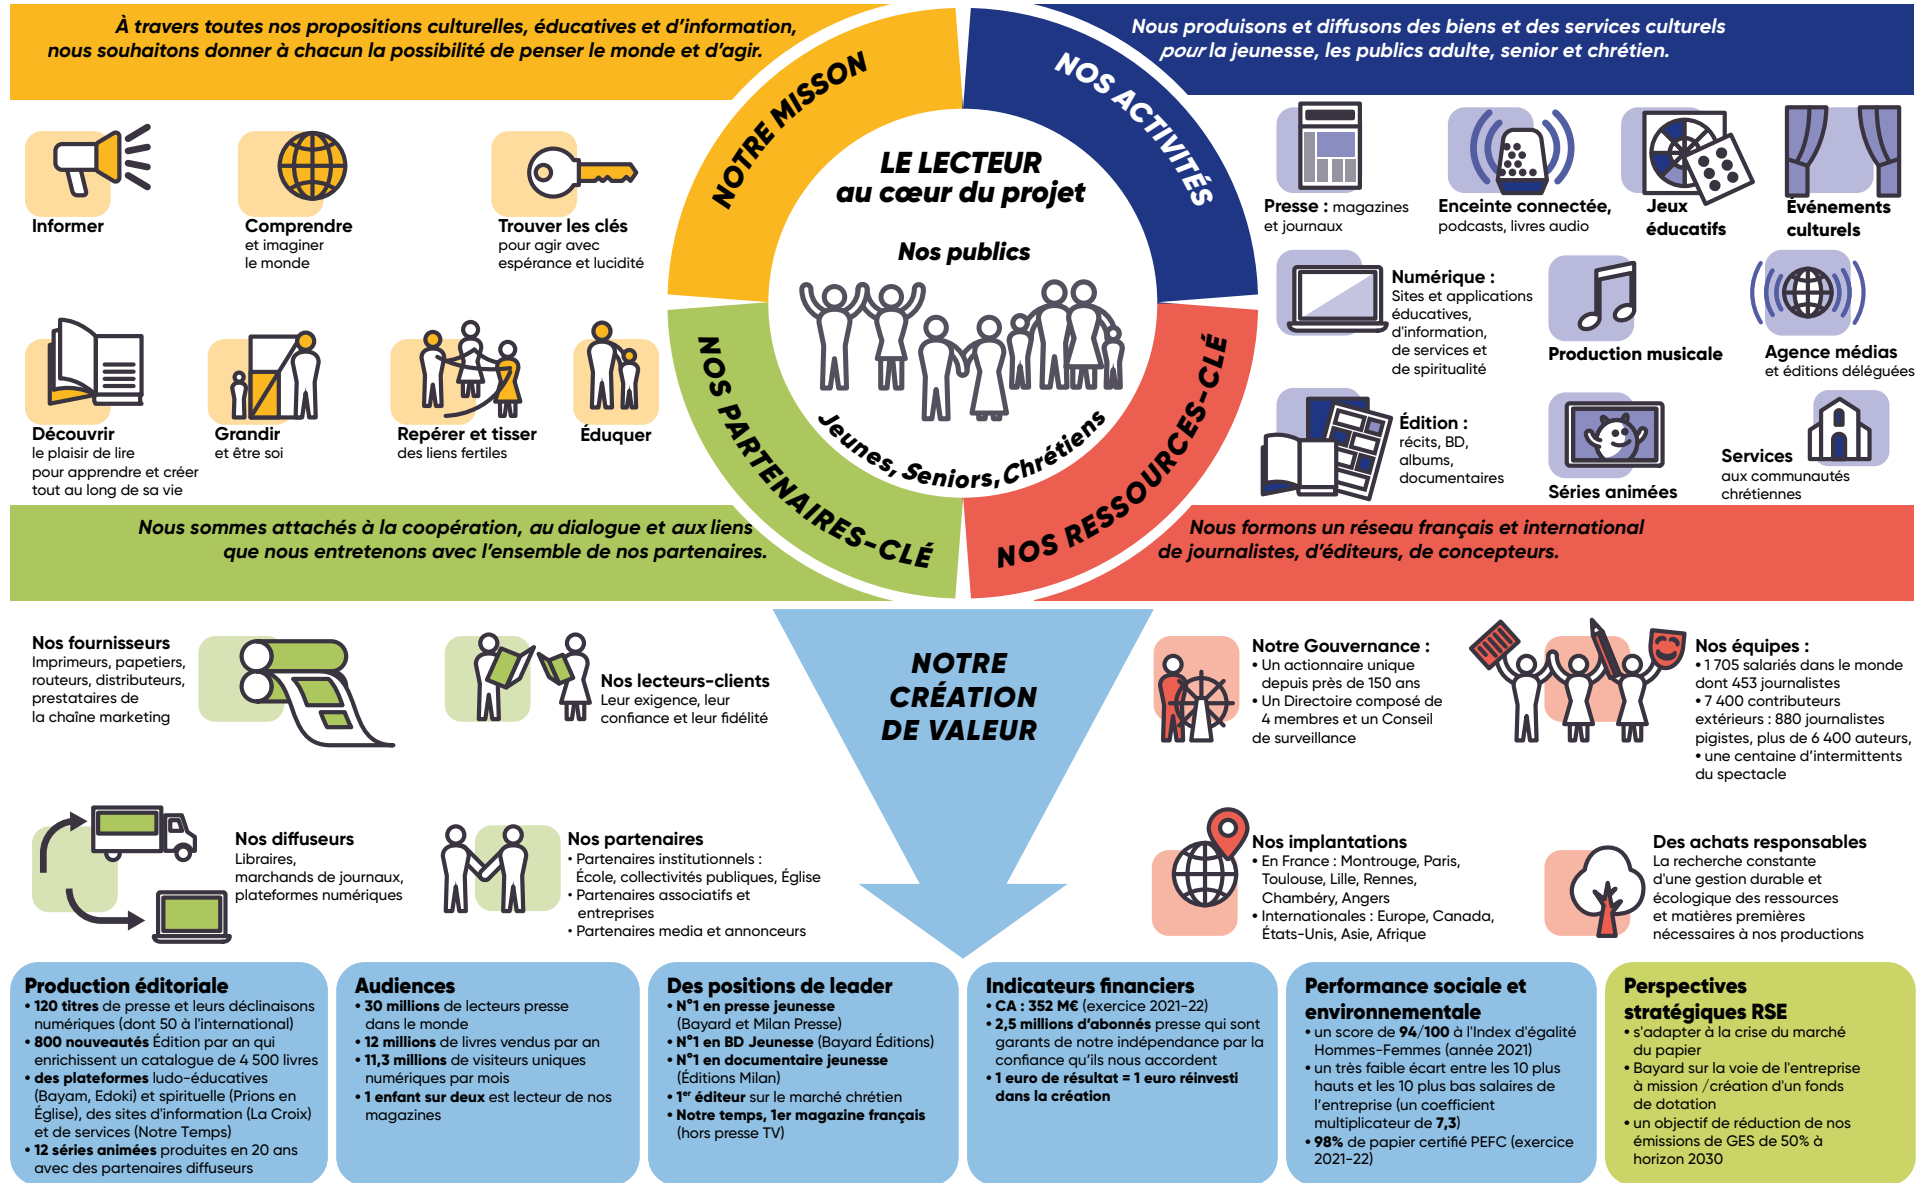 À travers toutes nos propositions culturelles, éducatives et d'information,
nous souhaitons donner à chacun la possibilité de penser le monde et d'agir.
NOTRE MISSON
Informer
Comprendre
et imaginer
le monde
Trouver les clés
pour agir avec
espérance et lucidité
Découvrir
le plaisir de lire
pour apprendre et créer
tout au long de sa vie
Grandir
et être soi
Repérer et tisser
des liens fertiles
Éduquer
Nous produisons et diffusons des biens et des services culturels
pour la jeunesse, les publics adulte, senior et chrétien.
NOS ACTIVITÉS
Presse : magazines
et journaux
Enceinte connectée,
podcasts, livres audio
Jeux
éducatifs
Événements
culturels
Numérique :
Sites et applications
éducatives,
d'information,
de services et
de spiritualité
Production musicale
Agence médias
et éditions déléguées
Édition :
récits, BD,
albums,
documentaires
Séries animées
Services
aux communautés
chrétiennes
LE LECTEUR
au cœur du projet
Nos publics
Jeunes, Seniors, Chrétiens
Nous sommes attachés à la coopération, au dialogue et aux liens
que nous entretenons avec l'ensemble de nos partenaires.
NOS PARTENAIRES-CLÉ
Nos fournisseurs
Imprimeurs, papetiers,
routeurs, distributeurs,
prestataires de
la chaîne marketing
Nos lecteurs-clients
Leur exigence, leur
confiance et leur fidélité
Nos diffuseurs
Libraires,
marchands de journaux,
plateformes numériques
Nos partenaires
• Partenaires institutionnels :
École, collectivités publiques, Église
• Partenaires associatifs et
entreprises
• Partenaires media et annonceurs
Nous formons un réseau français et international
de journalistes, d'éditeurs, de concepteurs.
NOS RESSOURCES-CLÉ
Notre Gouvernance :
• Un actionnaire unique
depuis près de 150 ans
• Un Directoire composé de
4 membres et un Conseil
de surveillance
Nos équipes :
• 1 705 salariés dans le monde
dont 453 journalistes
• 7 400 contributeurs
extérieurs : 880 journalistes
pigistes, plus de 6 400 auteurs,
• une centaine d'intermittents
du spectacle
Nos implantations
• En France : Montrouge, Paris,
Toulouse, Lille, Rennes,
Chambéry, Angers
• Internationales : Europe, Canada,
États-Unis, Asie, Afrique
Des achats responsables
La recherche constante
d'une gestion durable et
écologique des ressources
et matières premières
nécessaires à nos productions
NOTRE
CRÉATION
DE VALEUR
Production éditoriale
• 120 titres de presse et leurs déclinaisons
numériques (dont 50 à l'international)
• 800 nouveautés Édition par an qui
enrichissent un catalogue de 4 500 livres
• des plateformes ludo-éducatives
(Bayam, Edoki) et spirituelle (Prions en
Église), des sites d'information (La Croix)
et de services (Notre Temps)
• 12 séries animées produites en 20 ans
avec des partenaires diffuseurs
Audiences
• 30 millions de lecteurs presse
dans le monde
• 12 millions de livres vendus par an
• 11,3 millions de visiteurs uniques
numériques par mois
• 1 enfant sur deux est lecteur de nos
magazines
Des positions de leader
• N°1 en presse jeunesse
(Bayard et Milan Presse)
• N°1 en BD Jeunesse (Bayard Éditions)
• N°1 en documentaire jeunesse
(Éditions Milan)
• 1er éditeur sur le marché chrétien
• Notre temps, 1er magazine français
(hors presse TV)
Indicateurs financiers
• CA : 352 M€ (exercice 2021-22)
• 2,5 millions d'abonnés presse qui sont
garants de notre indépendance par la
confiance qu'ils nous accordent
• 1 euro de résultat = 1 euro réinvesti
dans la création
Performance sociale et
environnementale
• un score de 94/100 à l'Index d'égalité
Hommes-Femmes (année 2021)
• un très faible écart entre les 10 plus
hauts et les 10 plus bas salaires de
l'entreprise (un coefficient
multiplicateur de 7,3)
• 98% de papier certifié PEFC (exercice
2021-22)
Perspectives
stratégiques RSE
• s'adapter à la crise du marché
du papier
• Bayard sur la voie de l'entreprise
à mission /création d'un fonds
de dotation
• un objectif de réduction de nos
émissions de GES de 50% à
horizon 2030